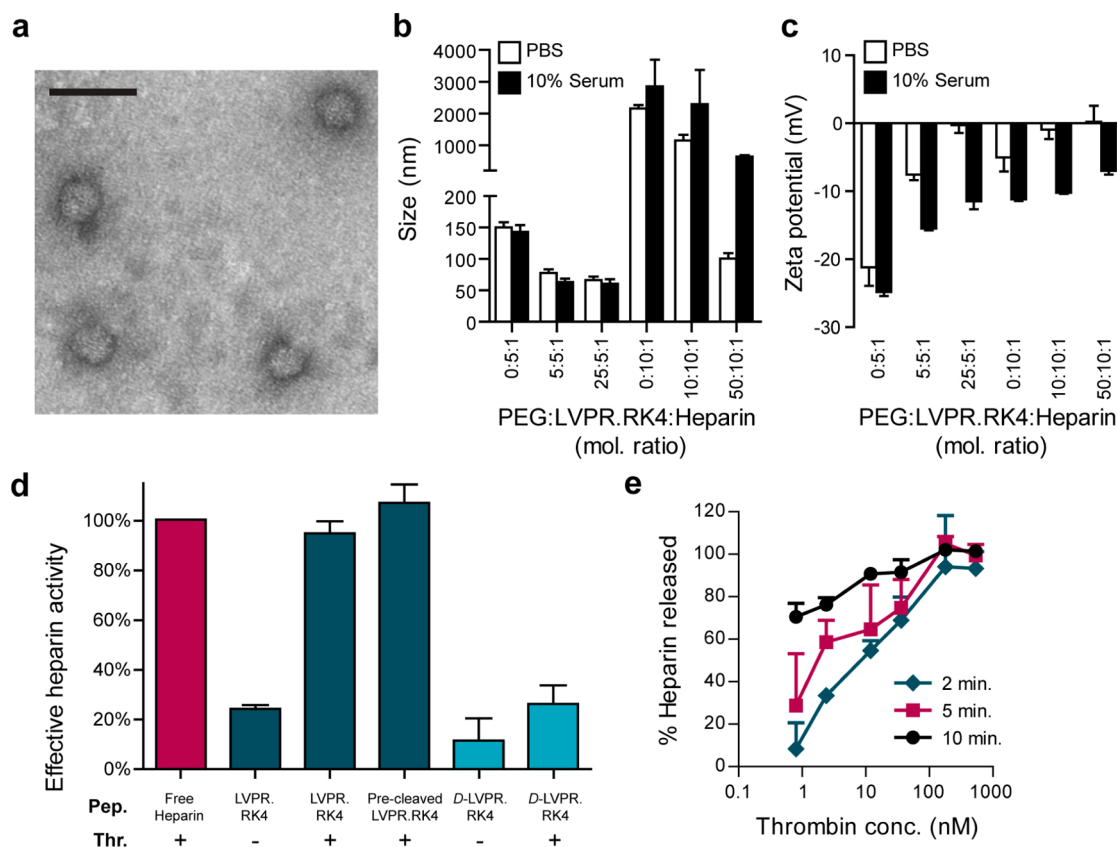 a
b
PBS
10% Serum
4000
3000
2000
1000
200
150
100
50
0
Size (nm)
0:5:1
5:5:1
25:5:1
0:10:1
10:10:1
50:10:1
PEG:LVPR.RK4:Heparin
(mol. ratio)
c
PBS
10% Serum
10
0
-10
-20
-30
Zeta potential (mV)
0:5:1
5:5:1
25:5:1
0:10:1
10:10:1
50:10:1
PEG:LVPR.RK4:Heparin
(mol. ratio)
d
Effective heparin activity
100%
80%
60%
40%
20%
0%
Pep.
Free
Heparin
LVPR.
RK4
LVPR.
RK4
Pre-cleaved
LVPR.RK4
D-LVPR.
RK4
D-LVPR.
RK4
Thr. + - + + - +
e
% Heparin released
120
100
80
60
40
20
0
2 min.
5 min.
10 min.
0.1 1 10 100 1000
Thrombin conc. (nM)